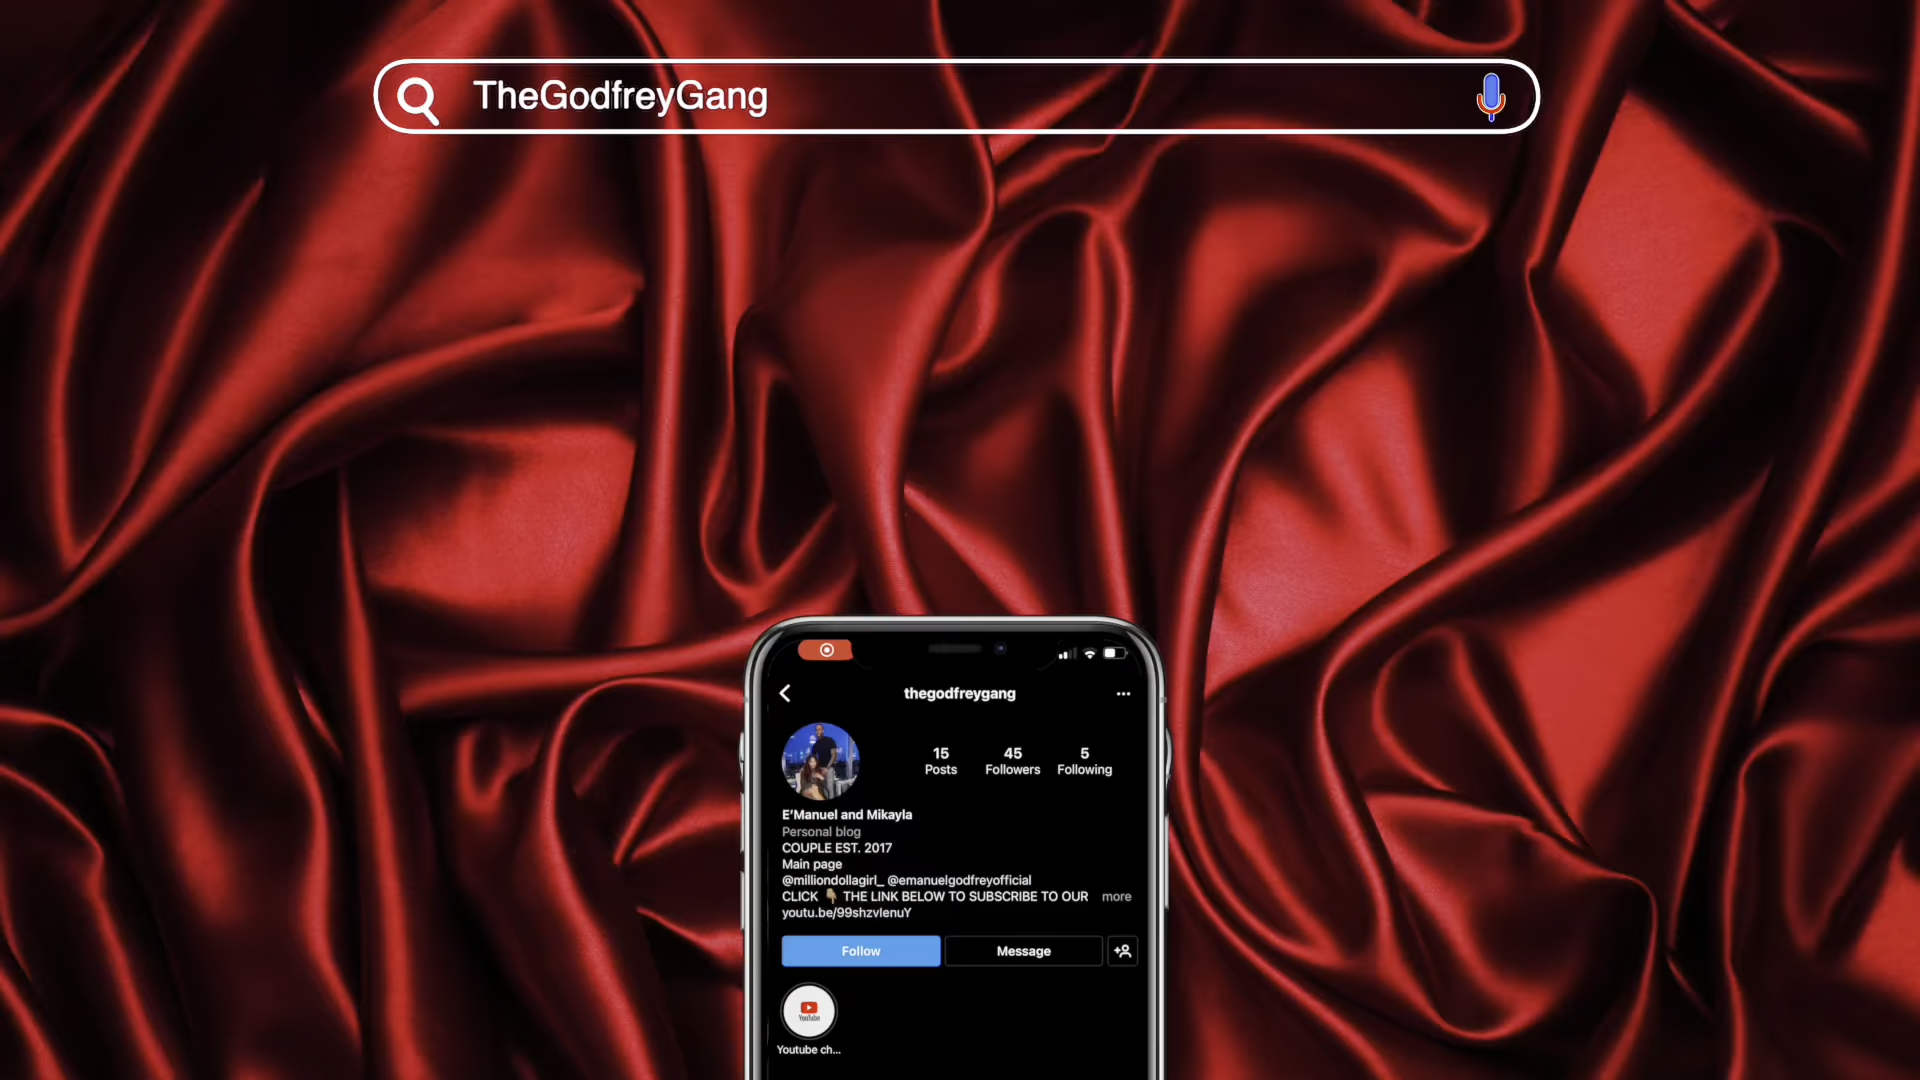 TheGodfreyGang
thegodfreygang
15 45 5
Posts Followers Following
E'Manuel and Mikayla
Personal blog
COUPLE EST. 2017
Main page
@milliondollagirl_ @emanuelgodfreyofficial
CLICK 👇🏽 THE LINK BELOW TO SUBSCRIBE TO OUR more
youtu.be/99shzvlenuY
Follow Message
YouTube
Youtube ch...